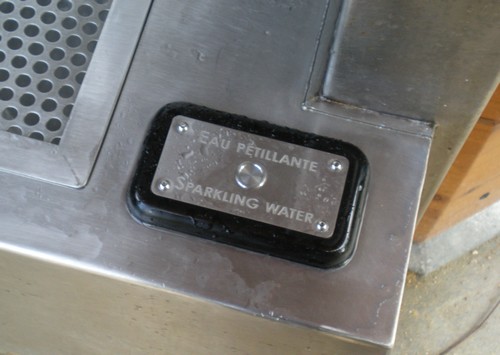 EAU PÉTILLANTE
SPARKLING WATER